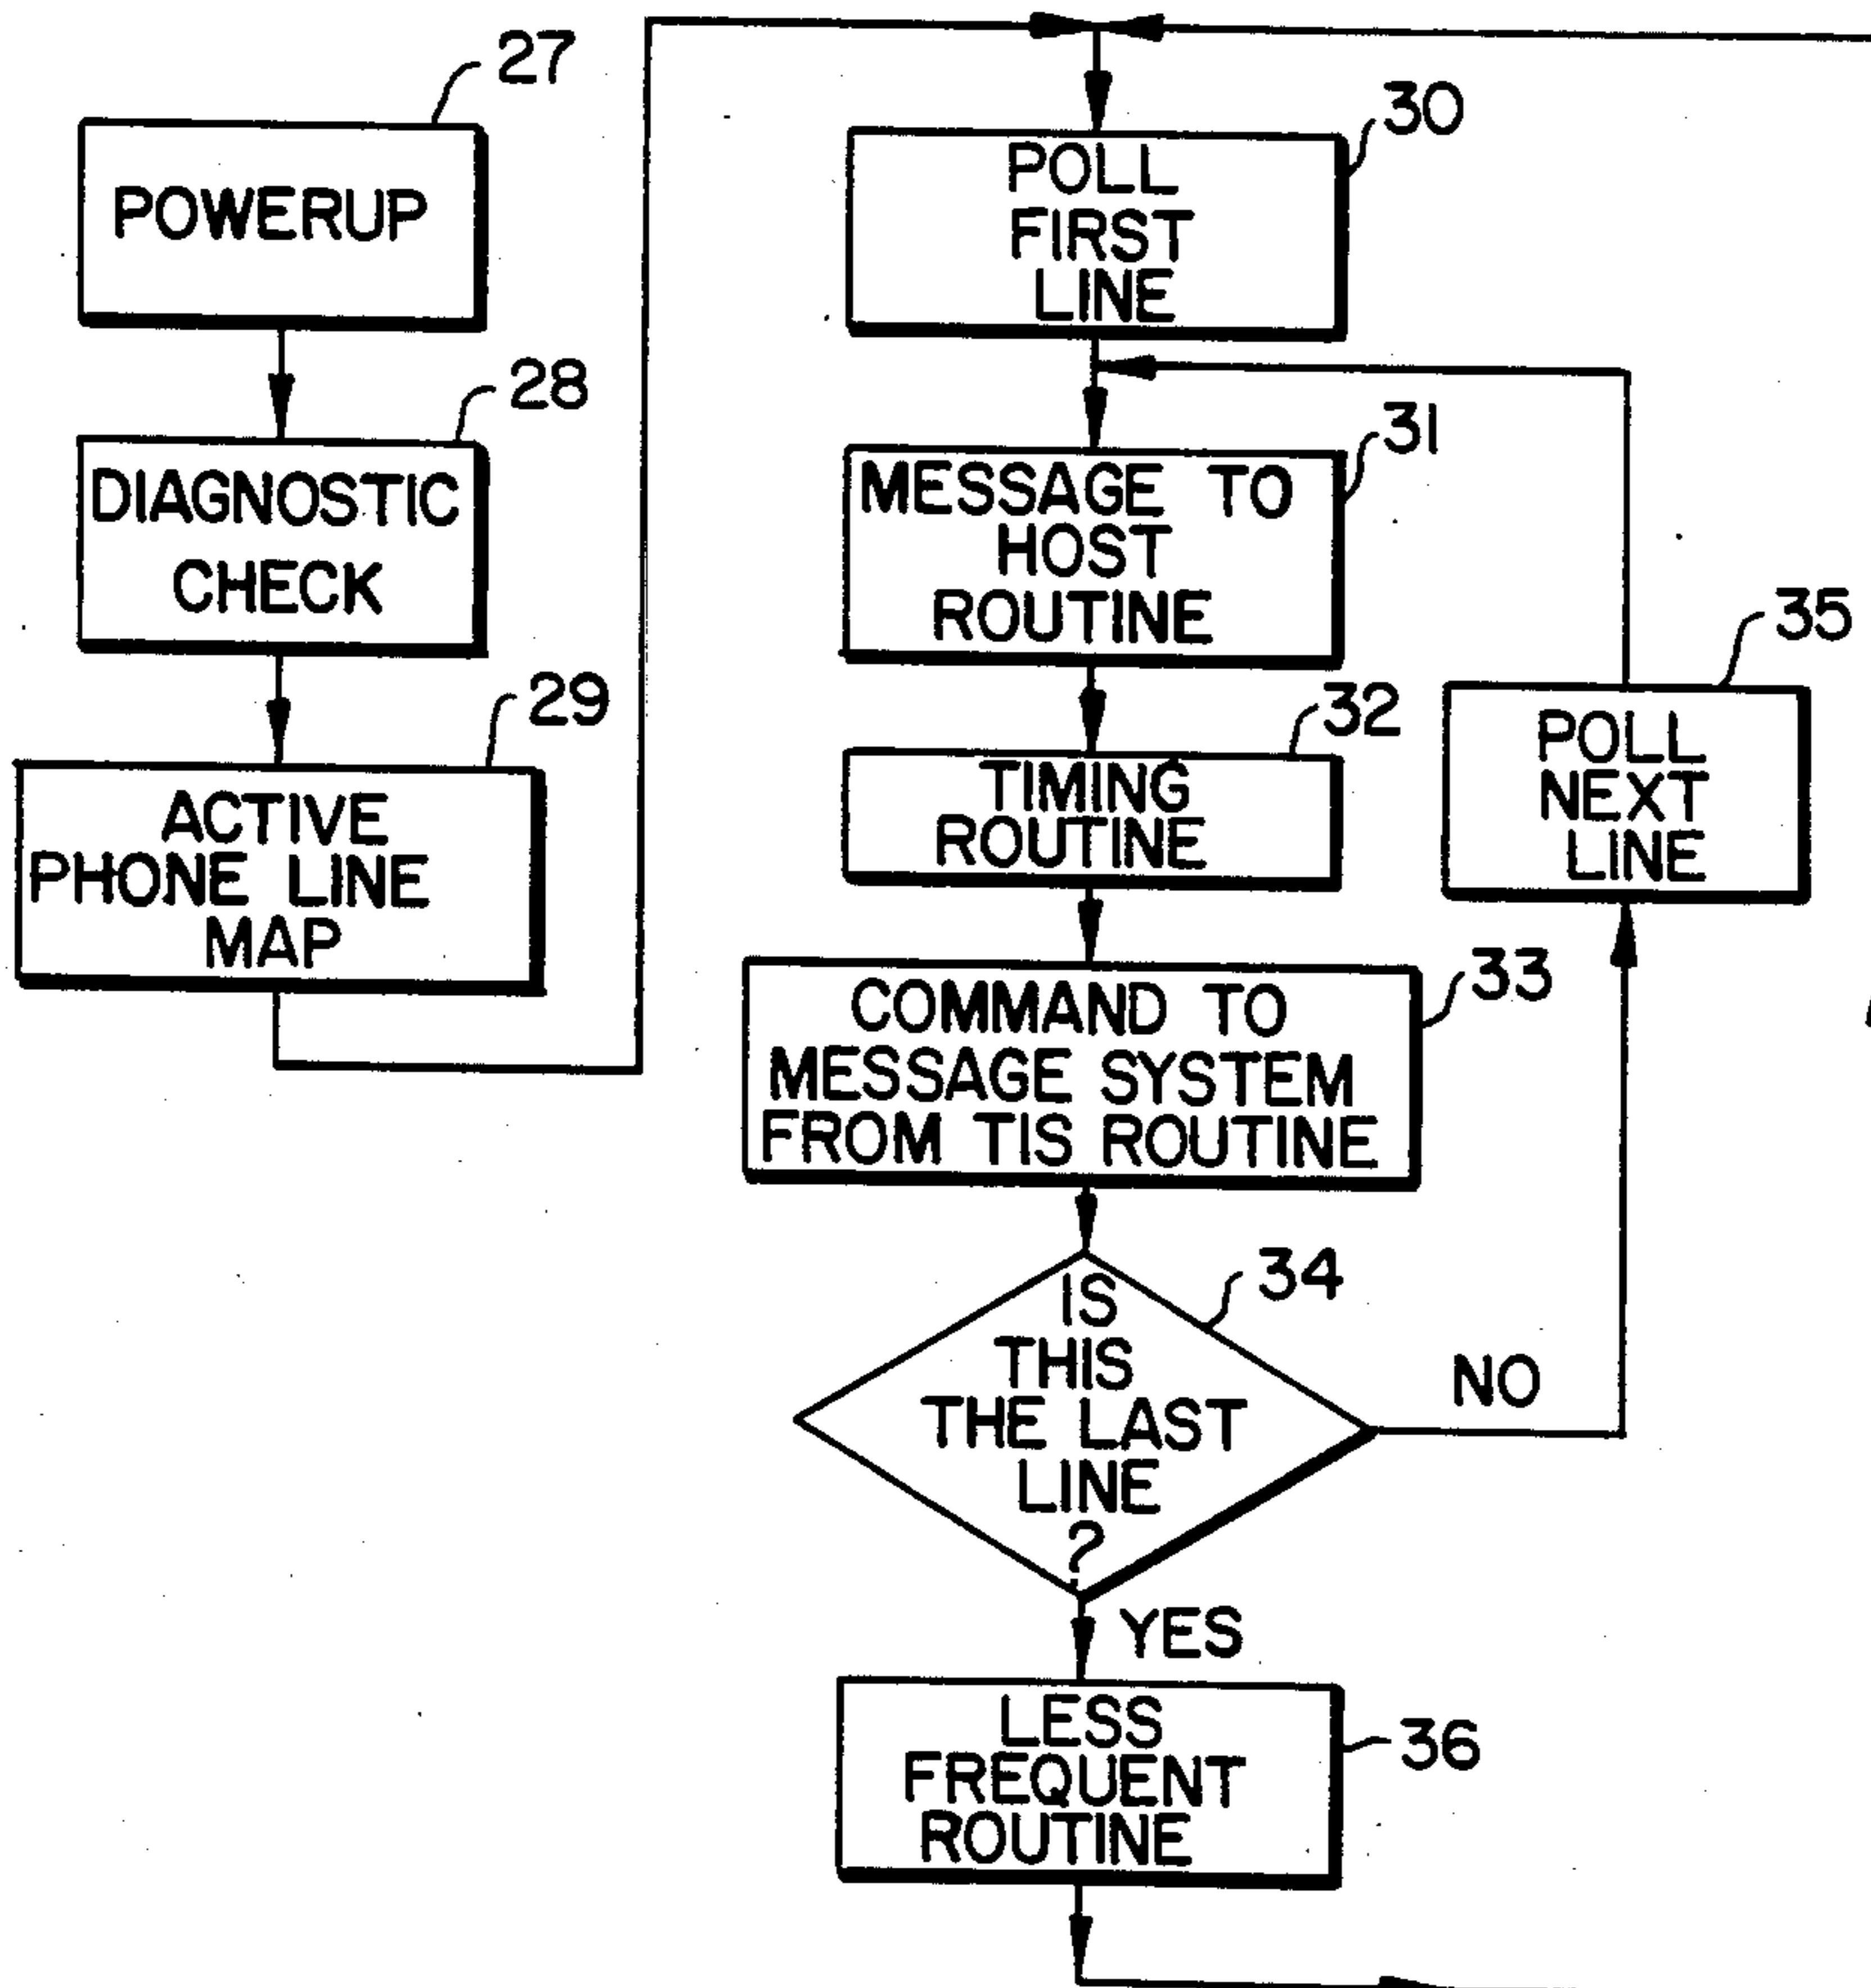 27
POWERUP
28
DIAGNOSTIC
CHECK
29
ACTIVE
PHONE LINE
MAP
30
POLL
FIRST
LINE
31
MESSAGE TO
HOST
ROUTINE
32
TIMING
ROUTINE
33
COMMAND TO
MESSAGE SYSTEM
FROM TIS ROUTINE
34
IS
THIS
THE LAST
LINE
?
NO
35
POLL
NEXT
LINE
YES
36
LESS
FREQUENT
ROUTINE